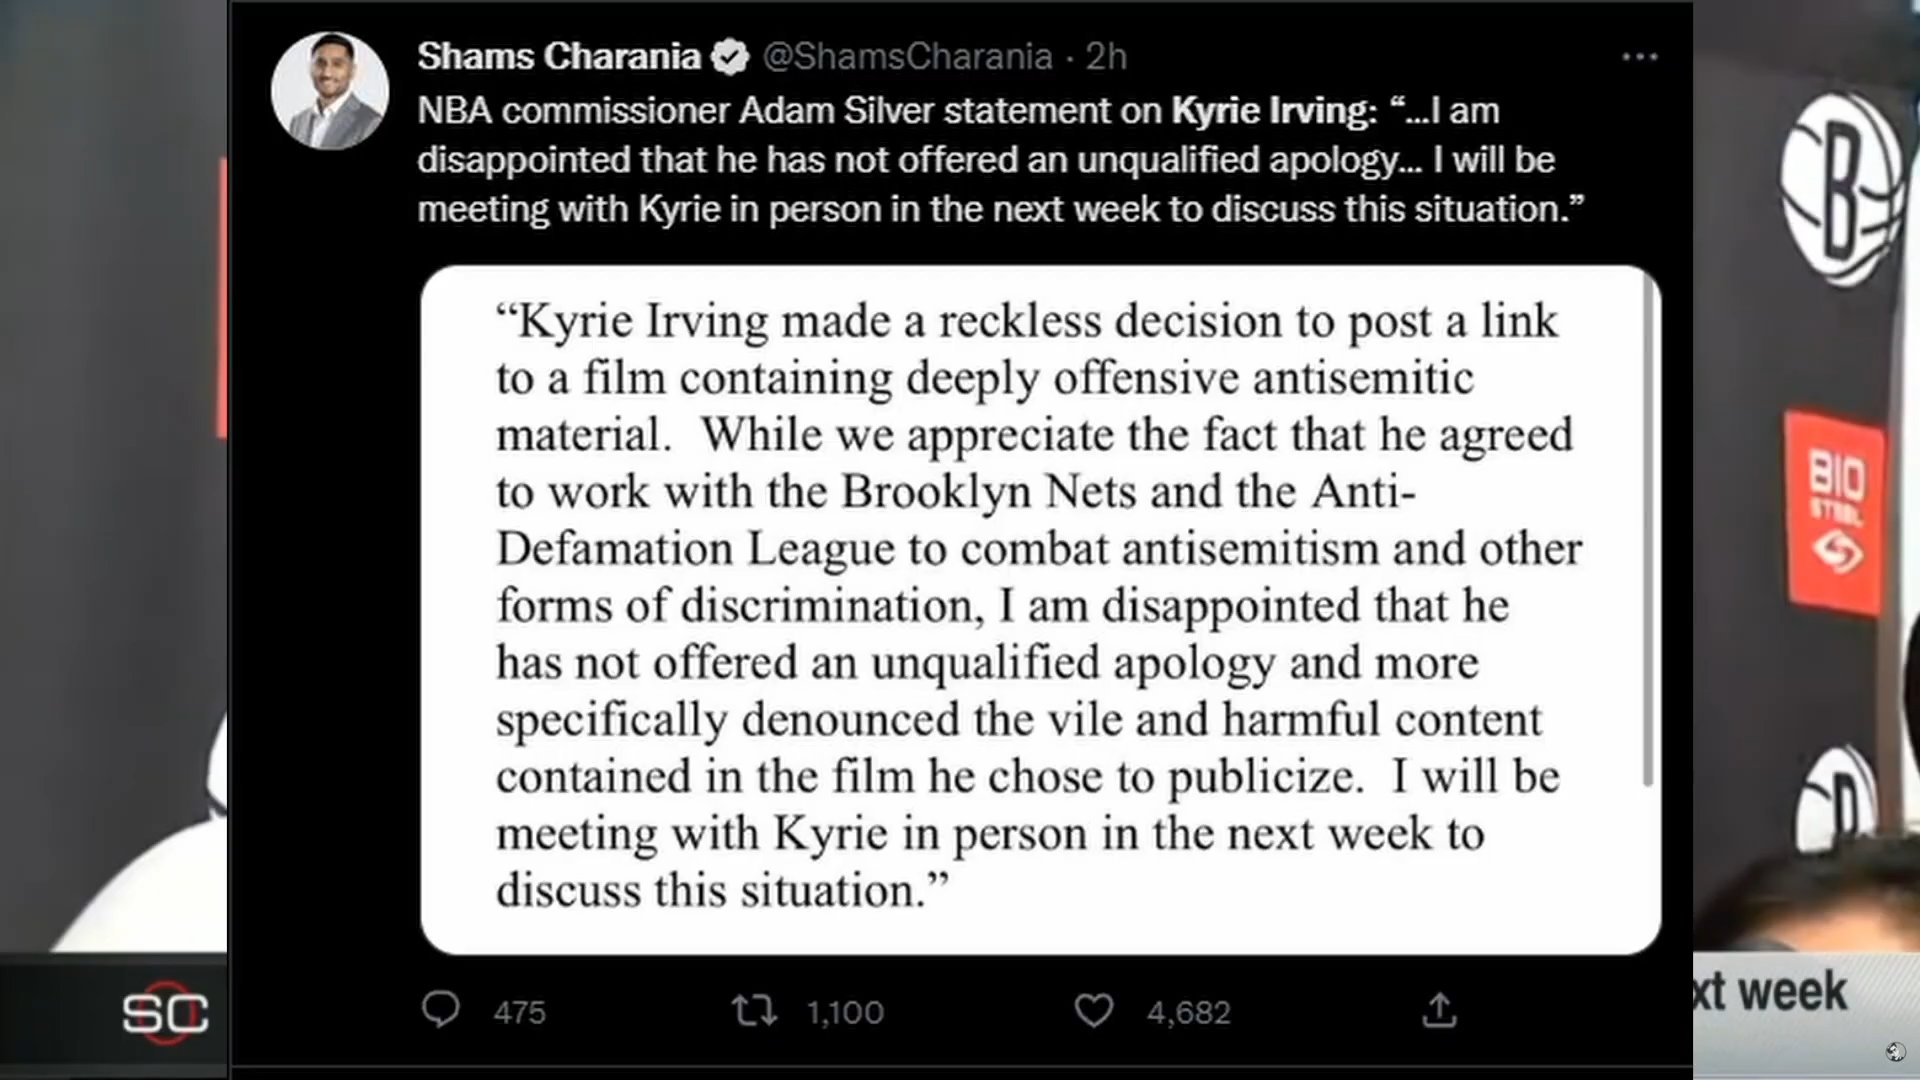 Shams Charania @ShamsCharania · 2h
NBA commissioner Adam Silver statement on Kyrie Irving: “...I am
disappointed that he has not offered an unqualified apology... I will be
meeting with Kyrie in person in the next week to discuss this situation.”
“Kyrie Irving made a reckless decision to post a link
to a film containing deeply offensive antisemitic
material. While we appreciate the fact that he agreed
to work with the Brooklyn Nets and the Anti-
Defamation League to combat antisemitism and other
forms of discrimination, I am disappointed that he
has not offered an unqualified apology and more
specifically denounced the vile and harmful content
contained in the film he chose to publicize. I will be
meeting with Kyrie in person in the next week to
discuss this situation.”
475 1,100 4,682
B
BIO
STEEL
SC
xt week